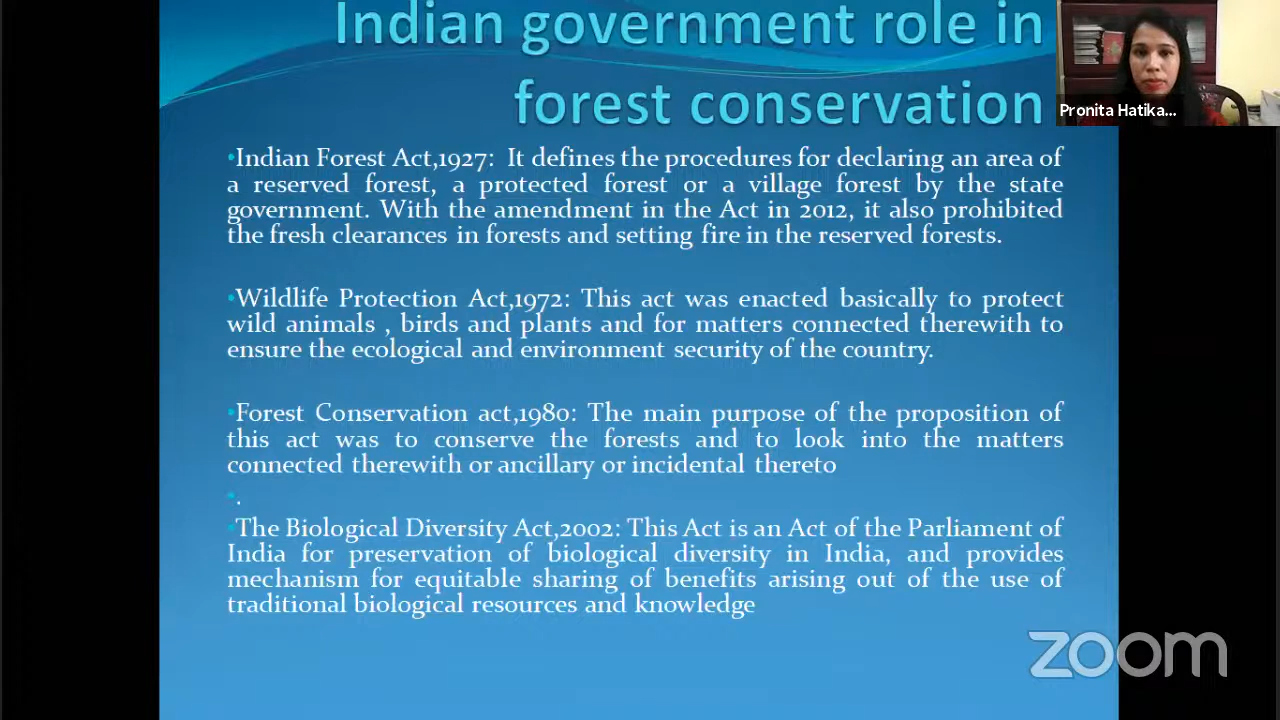 Indian government role in
forest conservation
Pronita Hatika...
•Indian Forest Act,1927: It defines the procedures for declaring an area of
a reserved forest, a protected forest or a village forest by the state
government. With the amendment in the Act in 2012, it also prohibited
the fresh clearances in forests and setting fire in the reserved forests.
•Wildlife Protection Act,1972: This act was enacted basically to protect
wild animals , birds and plants and for matters connected therewith to
ensure the ecological and environment security of the country.
•Forest Conservation act,1980: The main purpose of the proposition of
this act was to conserve the forests and to look into the matters
connected therewith or ancillary or incidental thereto
•.
•The Biological Diversity Act,2002: This Act is an Act of the Parliament of
India for preservation of biological diversity in India, and provides
mechanism for equitable sharing of benefits arising out of the use of
traditional biological resources and knowledge
zoom